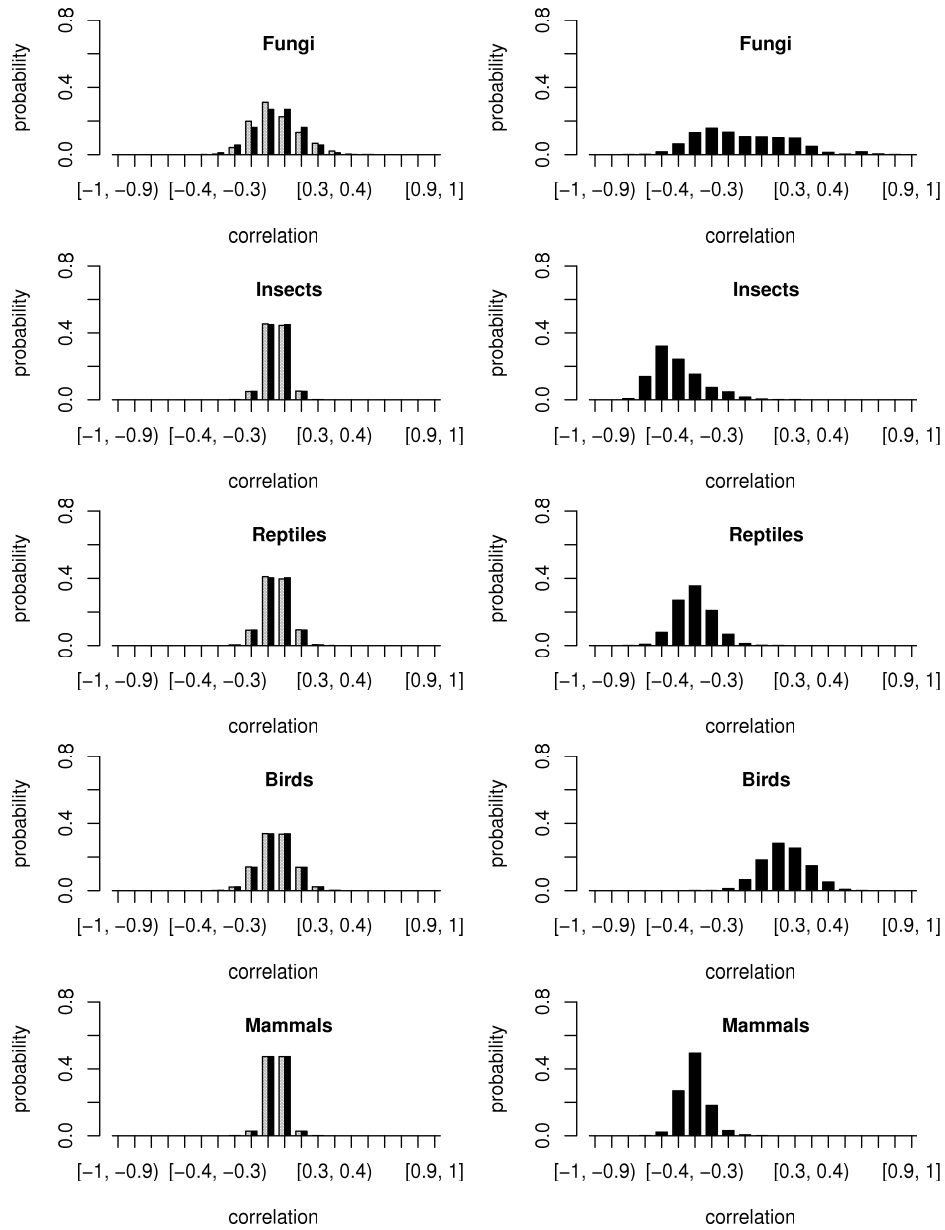 Fungi
probability
0.0 0.4 0.8
[−1, −0.9) [−0.4, −0.3) [0.3, 0.4) [0.9, 1]
correlation
Fungi
probability
0.0 0.4 0.8
[−1, −0.9) [−0.4, −0.3) [0.3, 0.4) [0.9, 1]
correlation
Insects
probability
0.0 0.4 0.8
[−1, −0.9) [−0.4, −0.3) [0.3, 0.4) [0.9, 1]
correlation
Insects
probability
0.0 0.4 0.8
[−1, −0.9) [−0.4, −0.3) [0.3, 0.4) [0.9, 1]
correlation
Reptiles
probability
0.0 0.4 0.8
[−1, −0.9) [−0.4, −0.3) [0.3, 0.4) [0.9, 1]
correlation
Reptiles
probability
0.0 0.4 0.8
[−1, −0.9) [−0.4, −0.3) [0.3, 0.4) [0.9, 1]
correlation
Birds
probability
0.0 0.4 0.8
[−1, −0.9) [−0.4, −0.3) [0.3, 0.4) [0.9, 1]
correlation
Birds
probability
0.0 0.4 0.8
[−1, −0.9) [−0.4, −0.3) [0.3, 0.4) [0.9, 1]
correlation
Mammals
probability
0.0 0.4 0.8
[−1, −0.9) [−0.4, −0.3) [0.3, 0.4) [0.9, 1]
correlation
Mammals
probability
0.0 0.4 0.8
[−1, −0.9) [−0.4, −0.3) [0.3, 0.4) [0.9, 1]
correlation